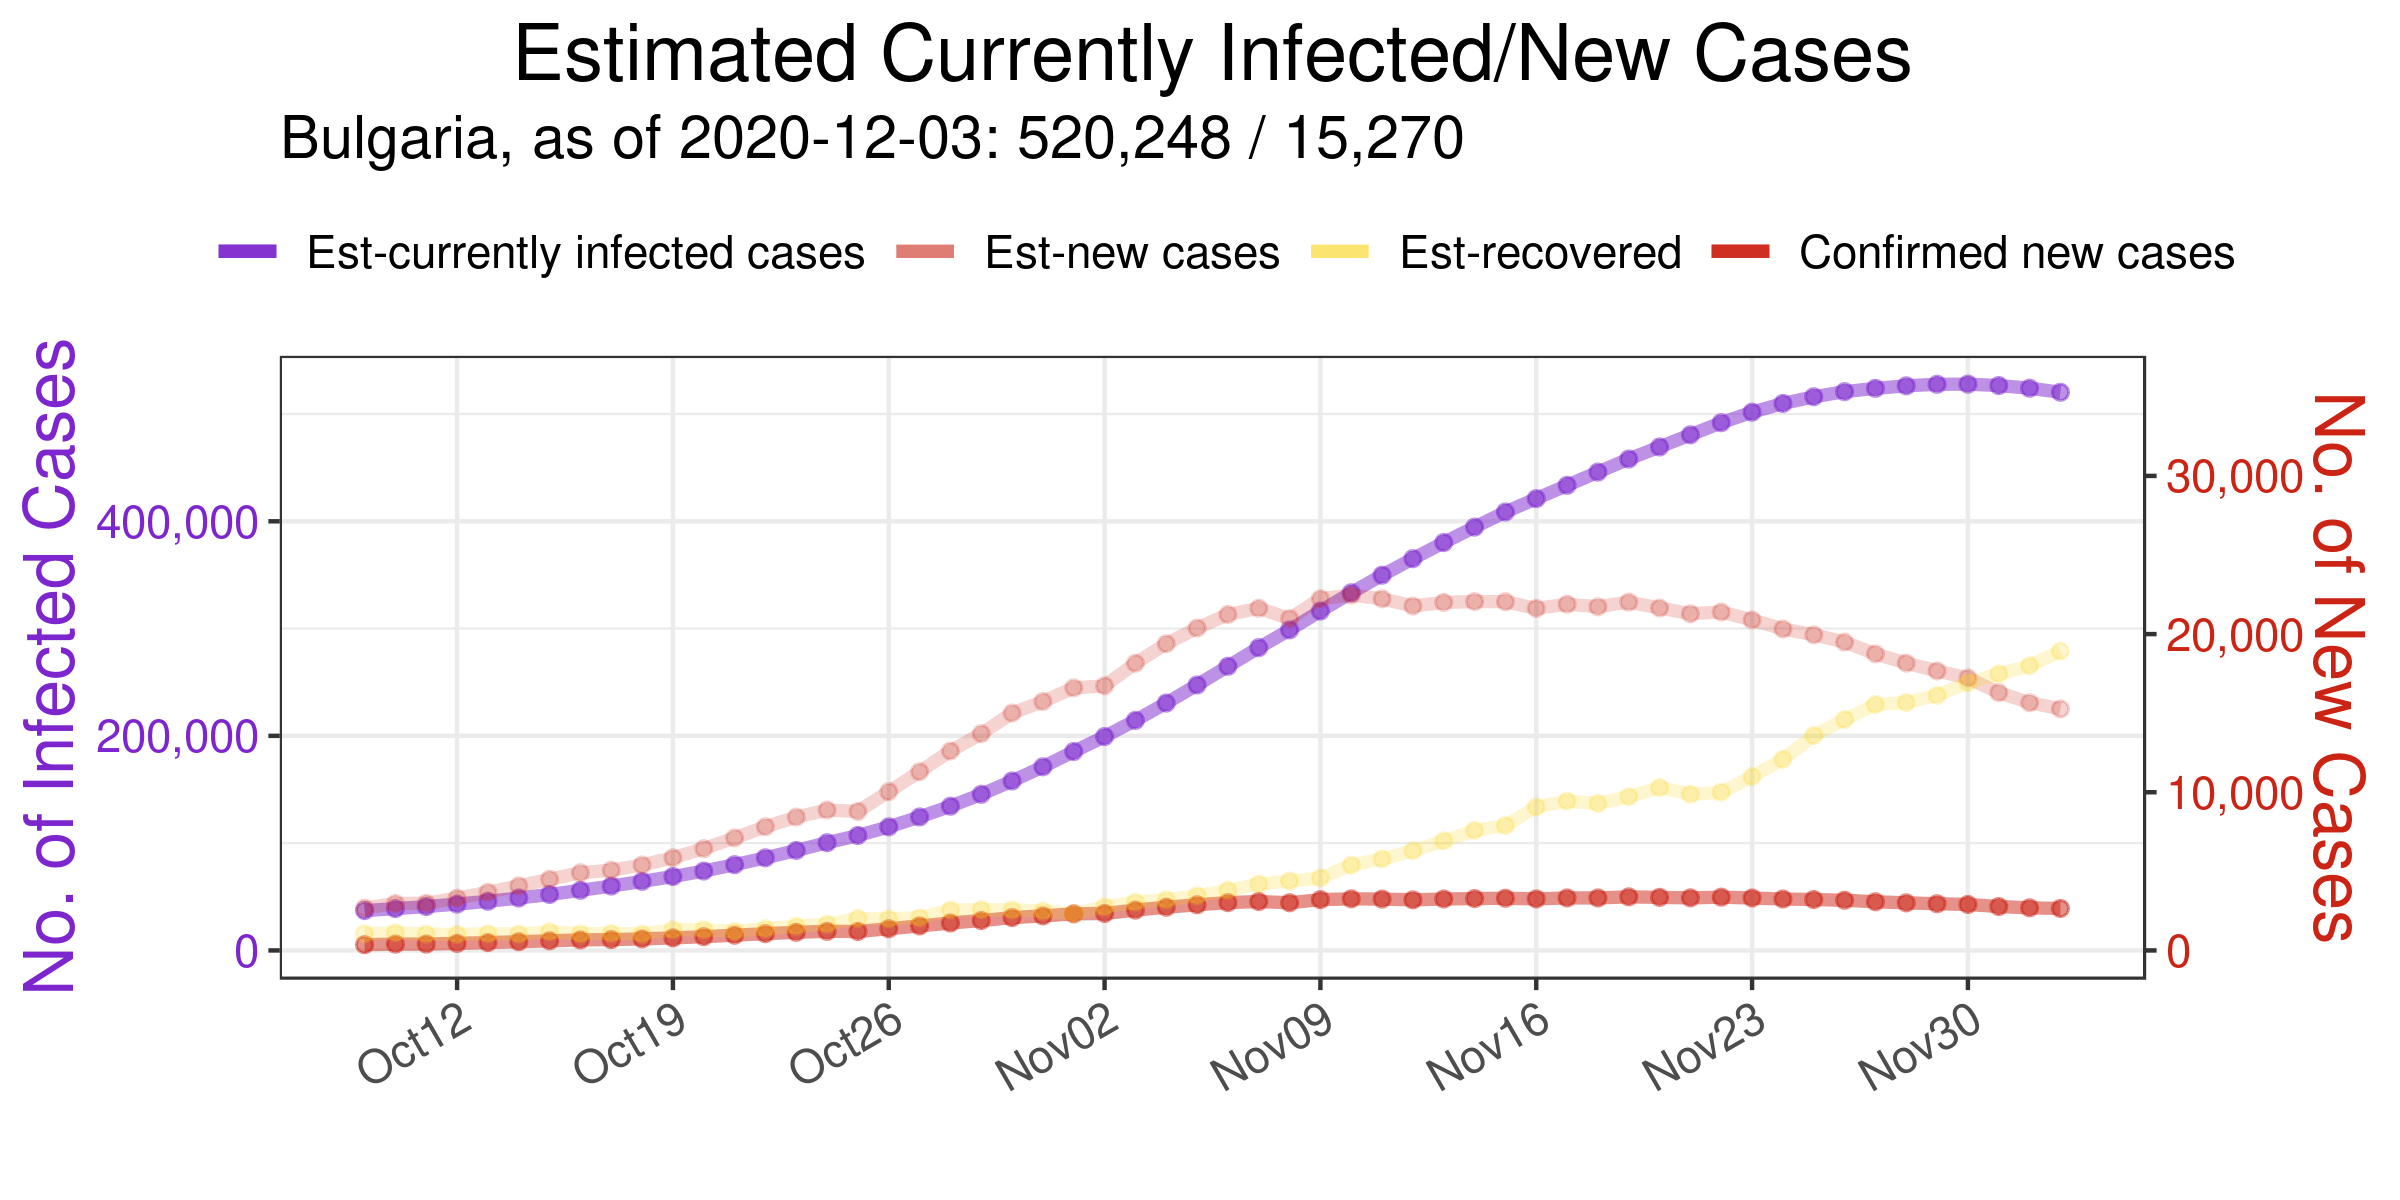 Estimated Currently Infected/New Cases
Bulgaria, as of 2020-12-03: 520,248 / 15,270
Est-currently infected cases Est-new cases Est-recovered Confirmed new cases
No. of Infected Cases
400,000
200,000
0
30,000
20,000
10,000
0
No. of New Cases
Oct12 Oct19 Oct26 Nov02 Nov09 Nov16 Nov23 Nov30